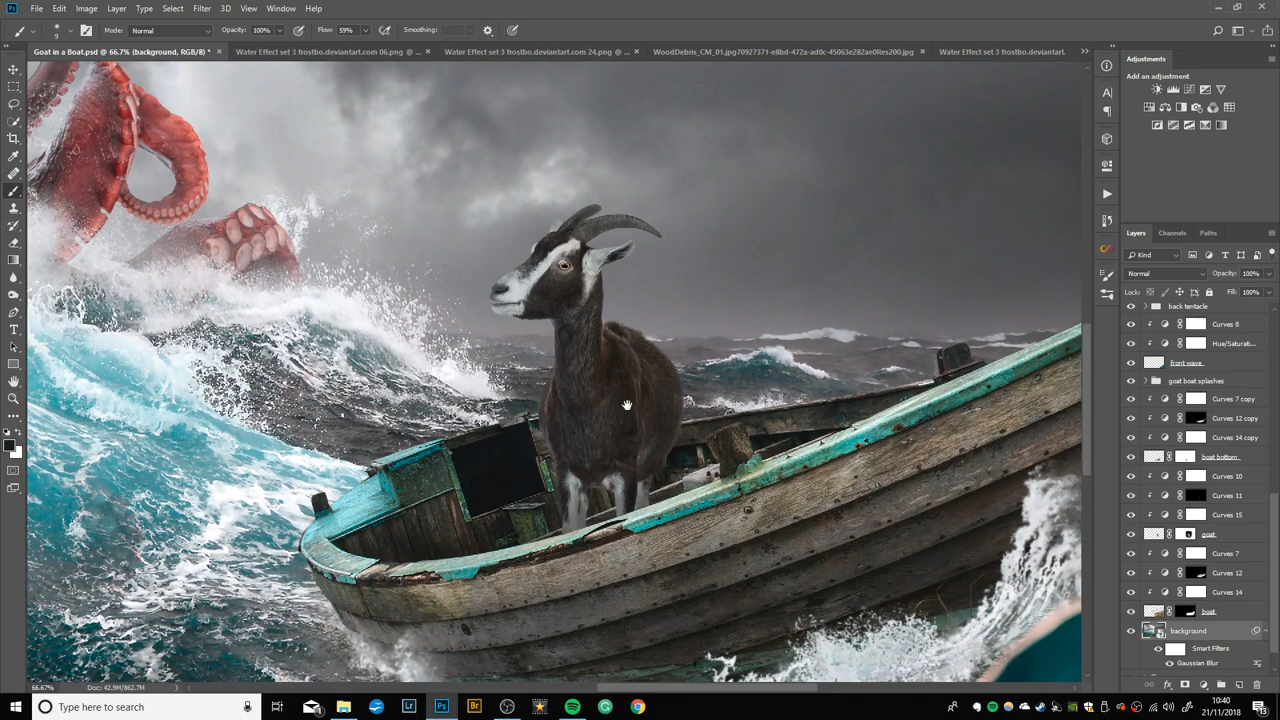 File Edit Image Layer Type Select Filter 3D View Window Help
9 Mode: Normal Opacity: 100% Flow: 59% Smoothing:
Goat in a Boat.psd @ 66.7% (background, RGB/8) * × Water Effect set 3 frostbo.deviantart.com 06.png @ ... × Water Effect set 3 frostbo.deviantart.com 24.png @ ... × WoodDebris_CM_01.jpg70927371-e8bd-472a-ad0c-45063e282ae0Res200.jpg × Water Effect set 3 frostbo.deviantart. >>
Adjustments
Add an adjustment
Layers Channels Paths
Kind
Normal Opacity: 100%
Lock: Fill: 100%
back tentacle
Curves 8
Hue/Saturati...
front wave
goat boat splashes
Curves 7 copy
Curves 12 copy
Curves 14 copy
boat bottom
Curves 10
Curves 11
Curves 15
goat
Curves 7
Curves 12
Curves 14
boat
background
Smart Filters
Gaussian Blur
66.67% Doc: 42.9M/862.7M
Type here to search
10:40
21/11/2018